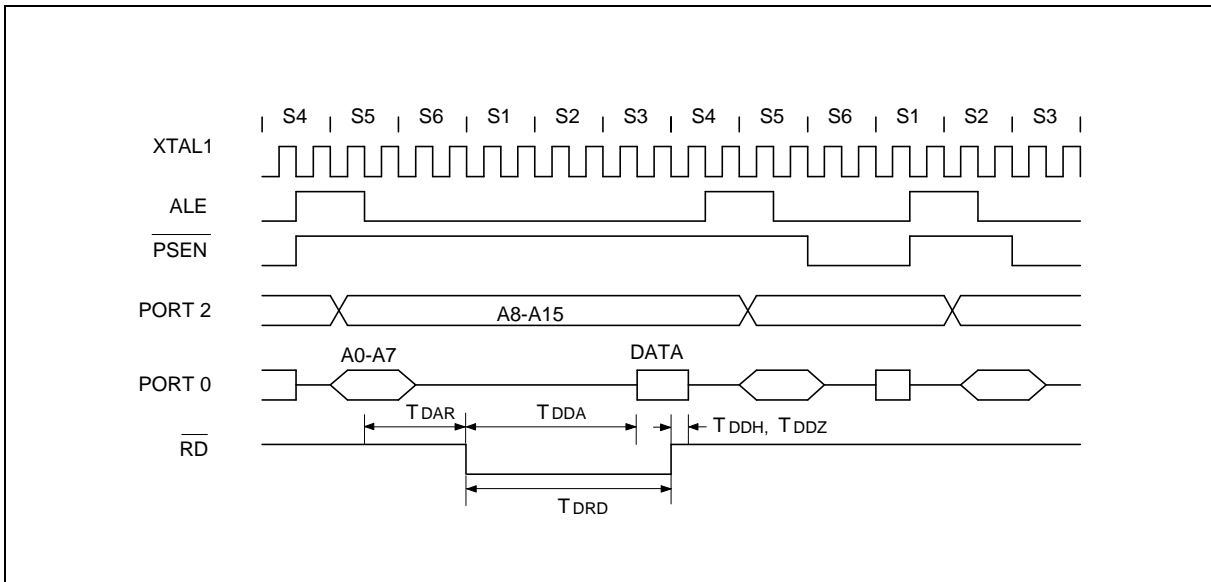 S4 S5 S6 S1 S2 S3 S4 S5 S6 S1 S2 S3
XTAL1
ALE
PSEN
PORT 2
A8-A15
A0-A7
DATA
PORT 0
TDAR
TDDA
TDDH, TDDZ
RD
TDRD